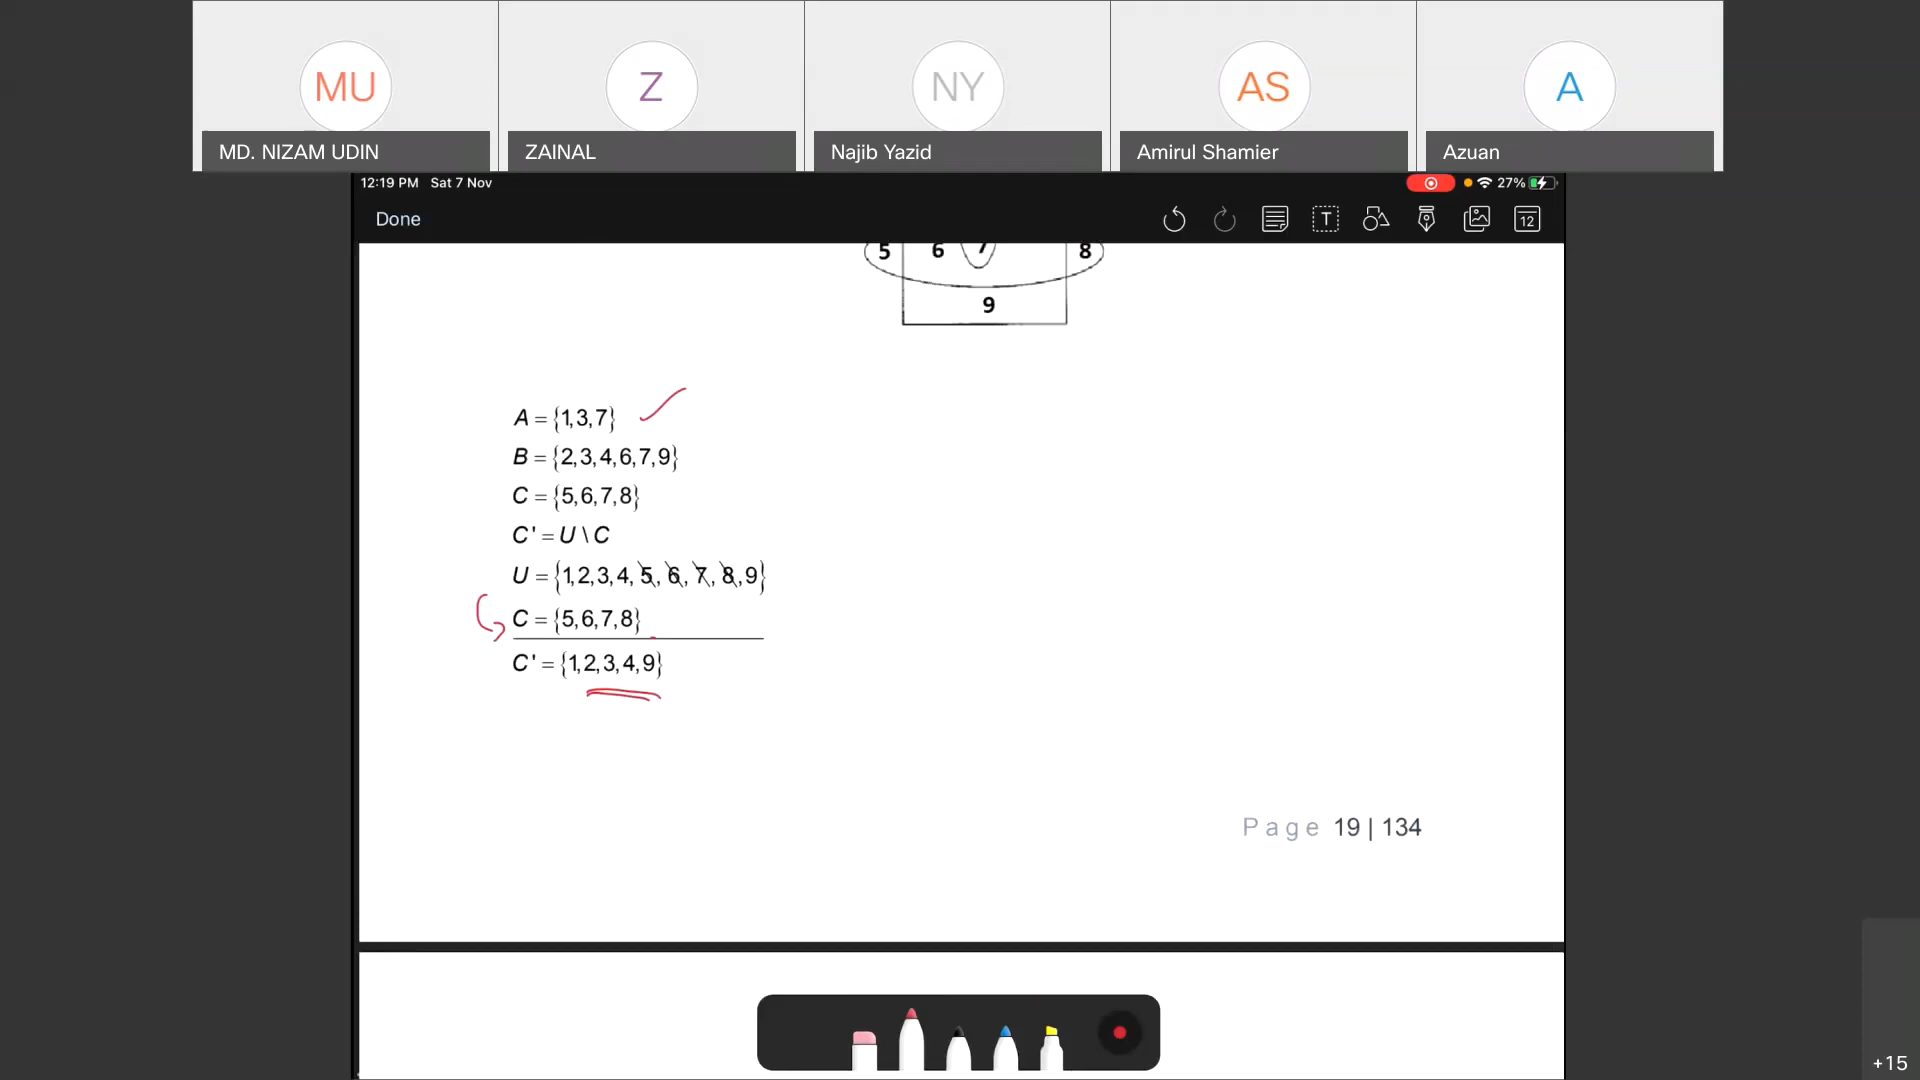 MU Z NY AS A
MD. NIZAM UDIN ZAINAL Najib Yazid Amirul Shamier Azuan
12:19 PM Sat 7 Nov 27%
Done T 12
5 6 7 8
9
A = {1,3,7}
B = {2,3,4,6,7,9}
C = {5,6,7,8}
C' = U \ C
U = {1,2,3,4,5,6,7,8,9}
C = {5,6,7,8}
C' = {1,2,3,4,9}
Page 19 | 134
+15